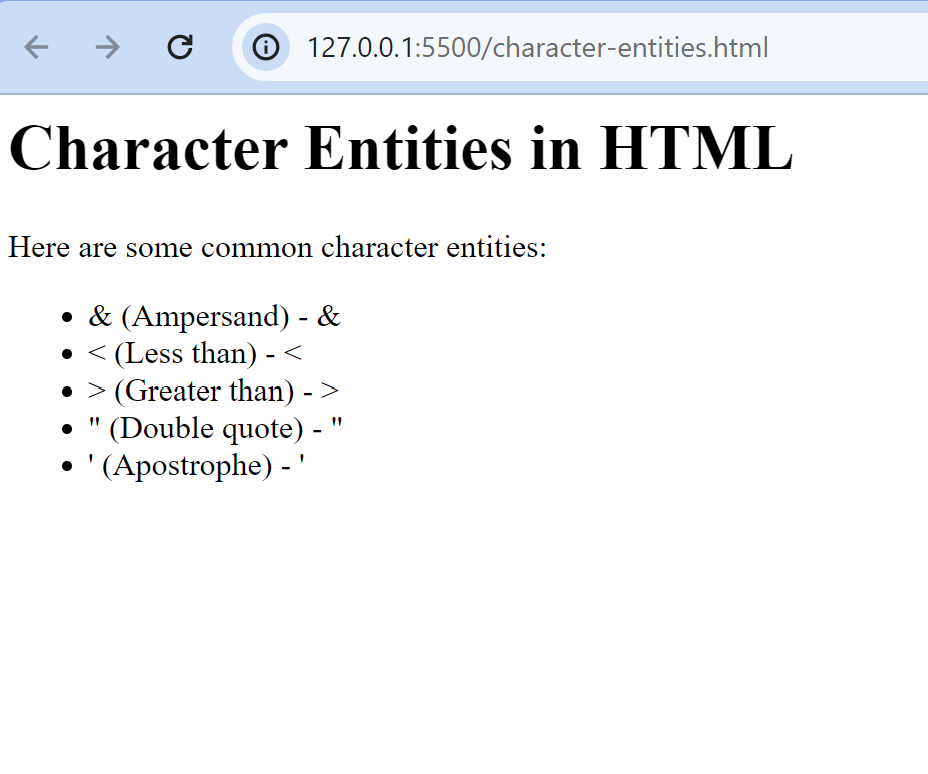 127.0.0.1:5500/character-entities.html
Character Entities in HTML
Here are some common character entities:
• & (Ampersand) - &
• < (Less than) - <
• > (Greater than) - >
• " (Double quote) - "
• ' (Apostrophe) - '